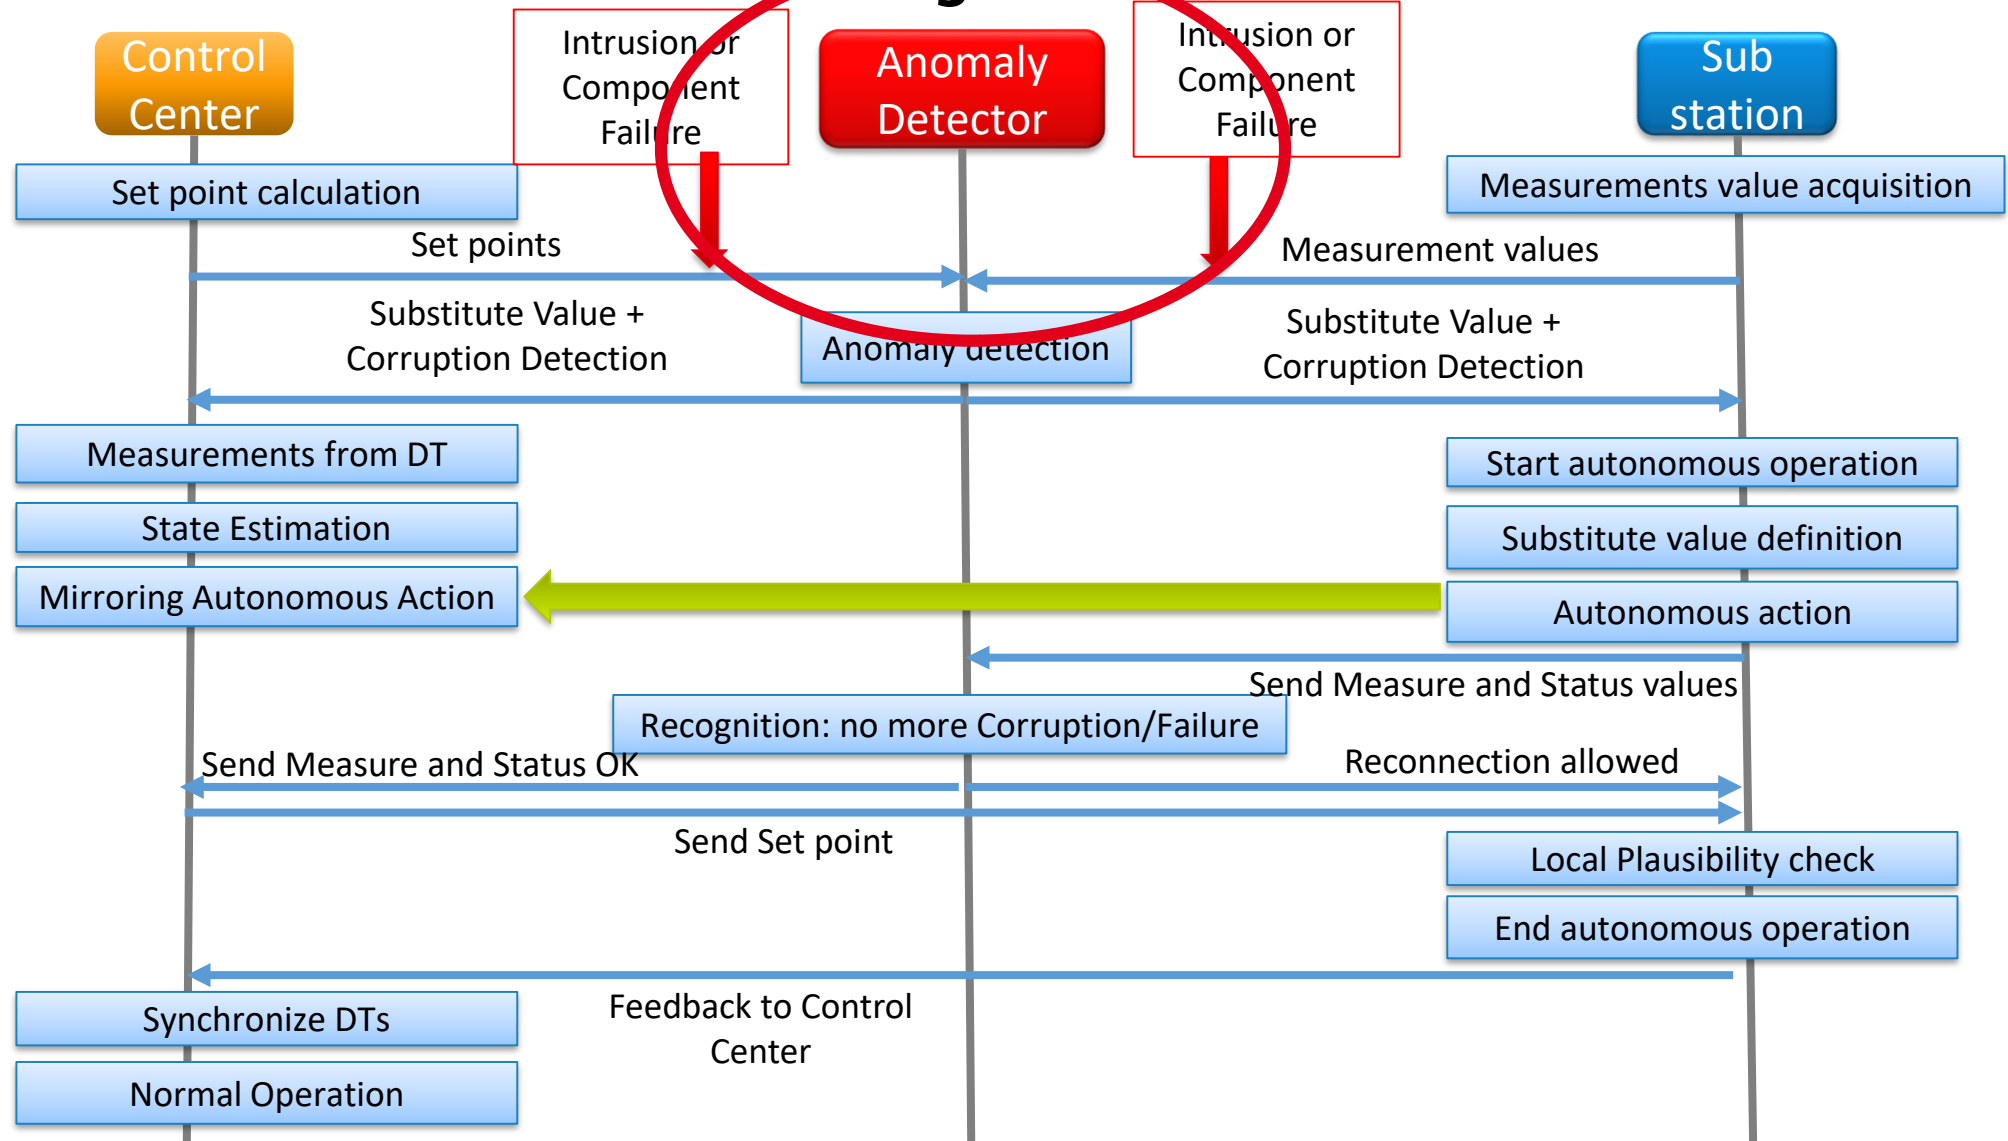 Control
Center
Intrusion or
Component
Failure
Anomaly
Detector
Intrusion or
Component
Failure
Sub
station
Set point calculation
Measurements value acquisition
Set points
Measurement values
Substitute Value +
Corruption Detection
Anomaly detection
Substitute Value +
Corruption Detection
Measurements from DT
Start autonomous operation
State Estimation
Substitute value definition
Mirroring Autonomous Action
Autonomous action
Send Measure and Status values
Recognition: no more Corruption/Failure
Send Measure and Status OK
Reconnection allowed
Send Set point
Local Plausibility check
End autonomous operation
Feedback to Control
Center
Synchronize DTs
Normal Operation